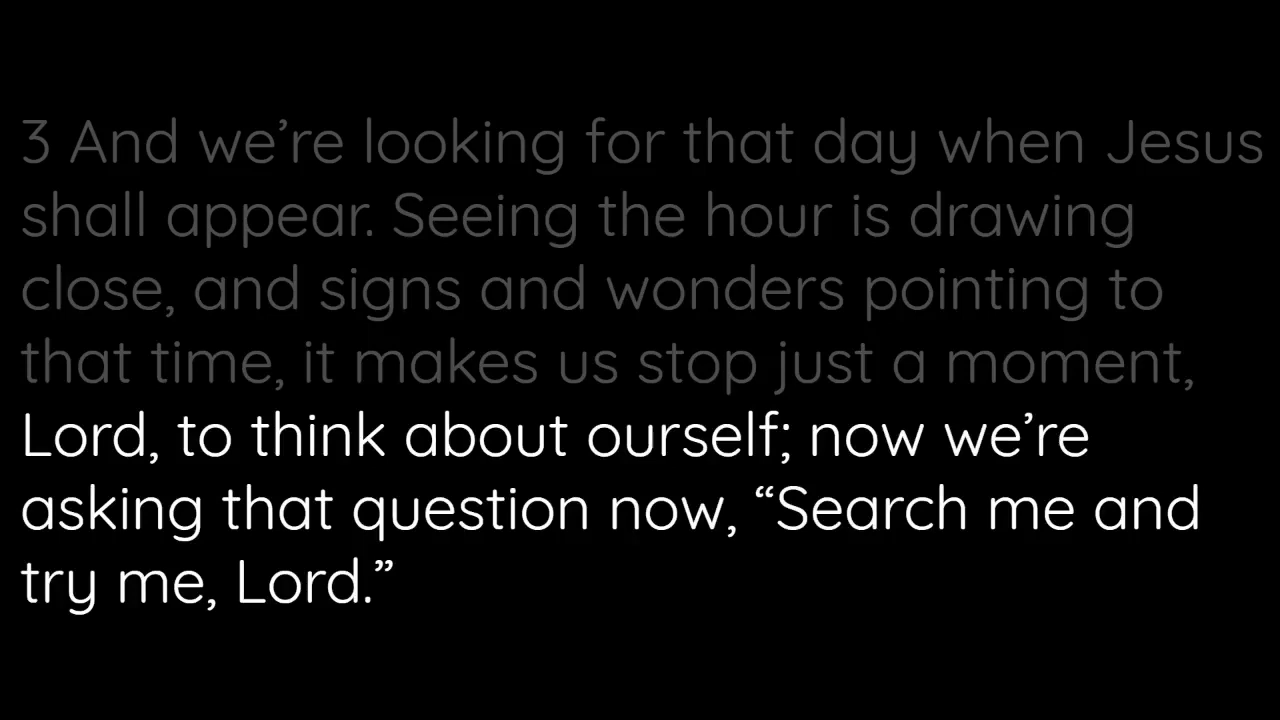 3 And we’re looking for that day when Jesus
shall appear. Seeing the hour is drawing
close, and signs and wonders pointing to
that time, it makes us stop just a moment,
Lord, to think about ourself; now we’re
asking that question now, “Search me and
try me, Lord.”